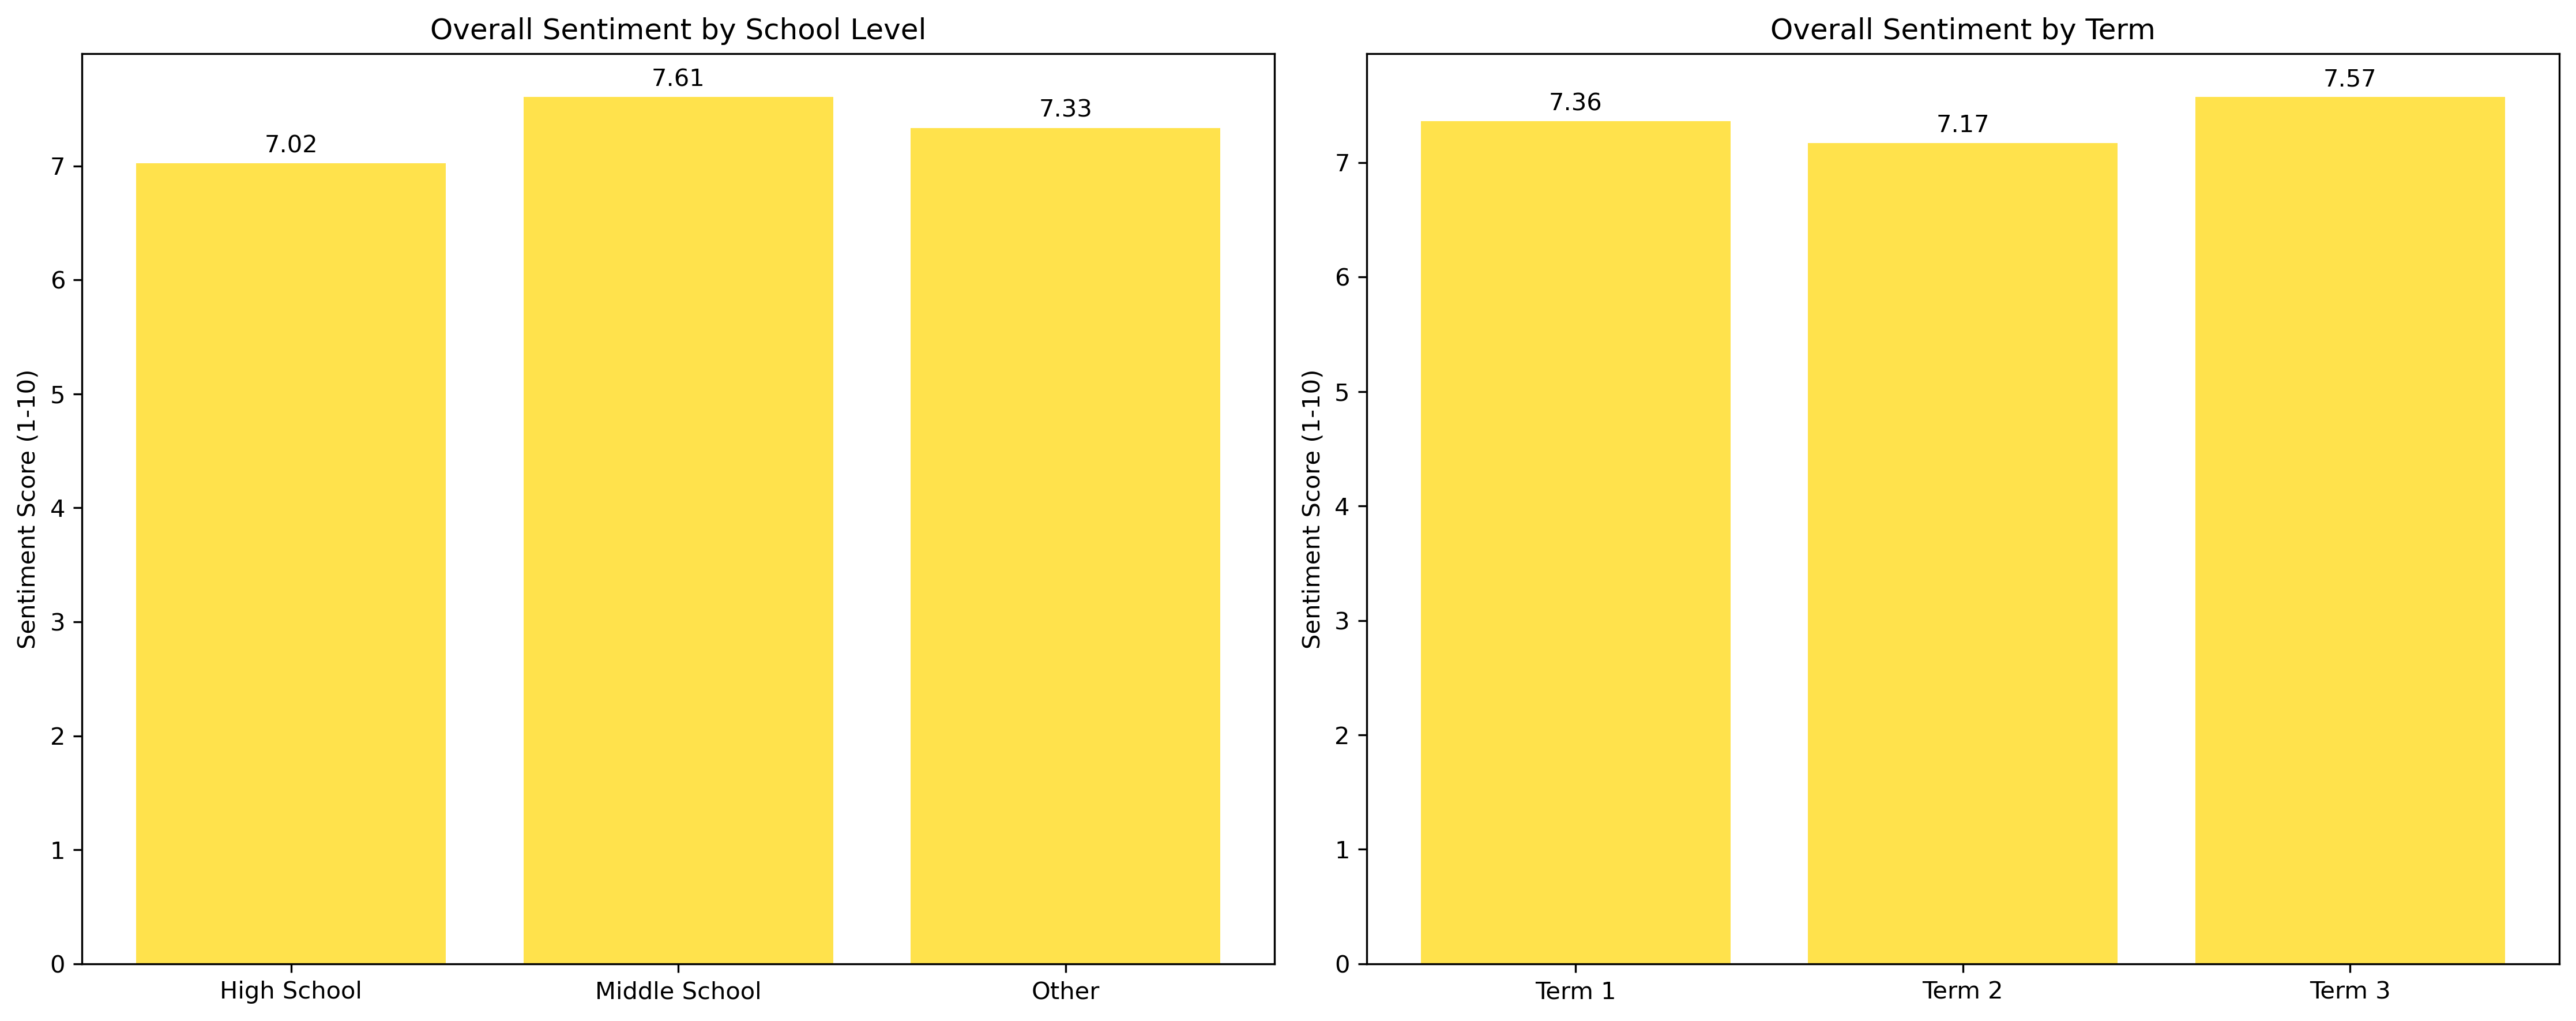 Overall Sentiment by School Level
Sentiment Score (1-10)
7
6
5
4
3
2
1
0
7.02
7.61
7.33
High School
Middle School
Other
Overall Sentiment by Term
Sentiment Score (1-10)
7
6
5
4
3
2
1
0
7.36
7.17
7.57
Term 1
Term 2
Term 3